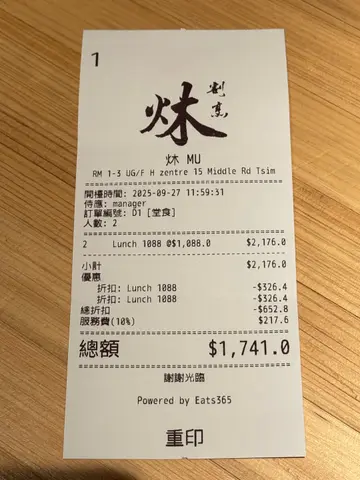 1
割烹
炑
炑 MU
RM 1-3 UG/F H zentre 15 Middle Rd Tsim
開檯時間: 2025-09-27 11:59:31
侍應: manager
訂單編號: D1 [堂食]
人數: 2
2 Lunch 1088 @$1,088.0 $2,176.0
小計 $2,176.0
優惠
折扣: Lunch 1088 -$326.4
折扣: Lunch 1088 -$326.4
總折扣 -$652.8
服務費(10%) $217.6
總額 $1,741.0
謝謝光臨
Powered by Eats365
重印